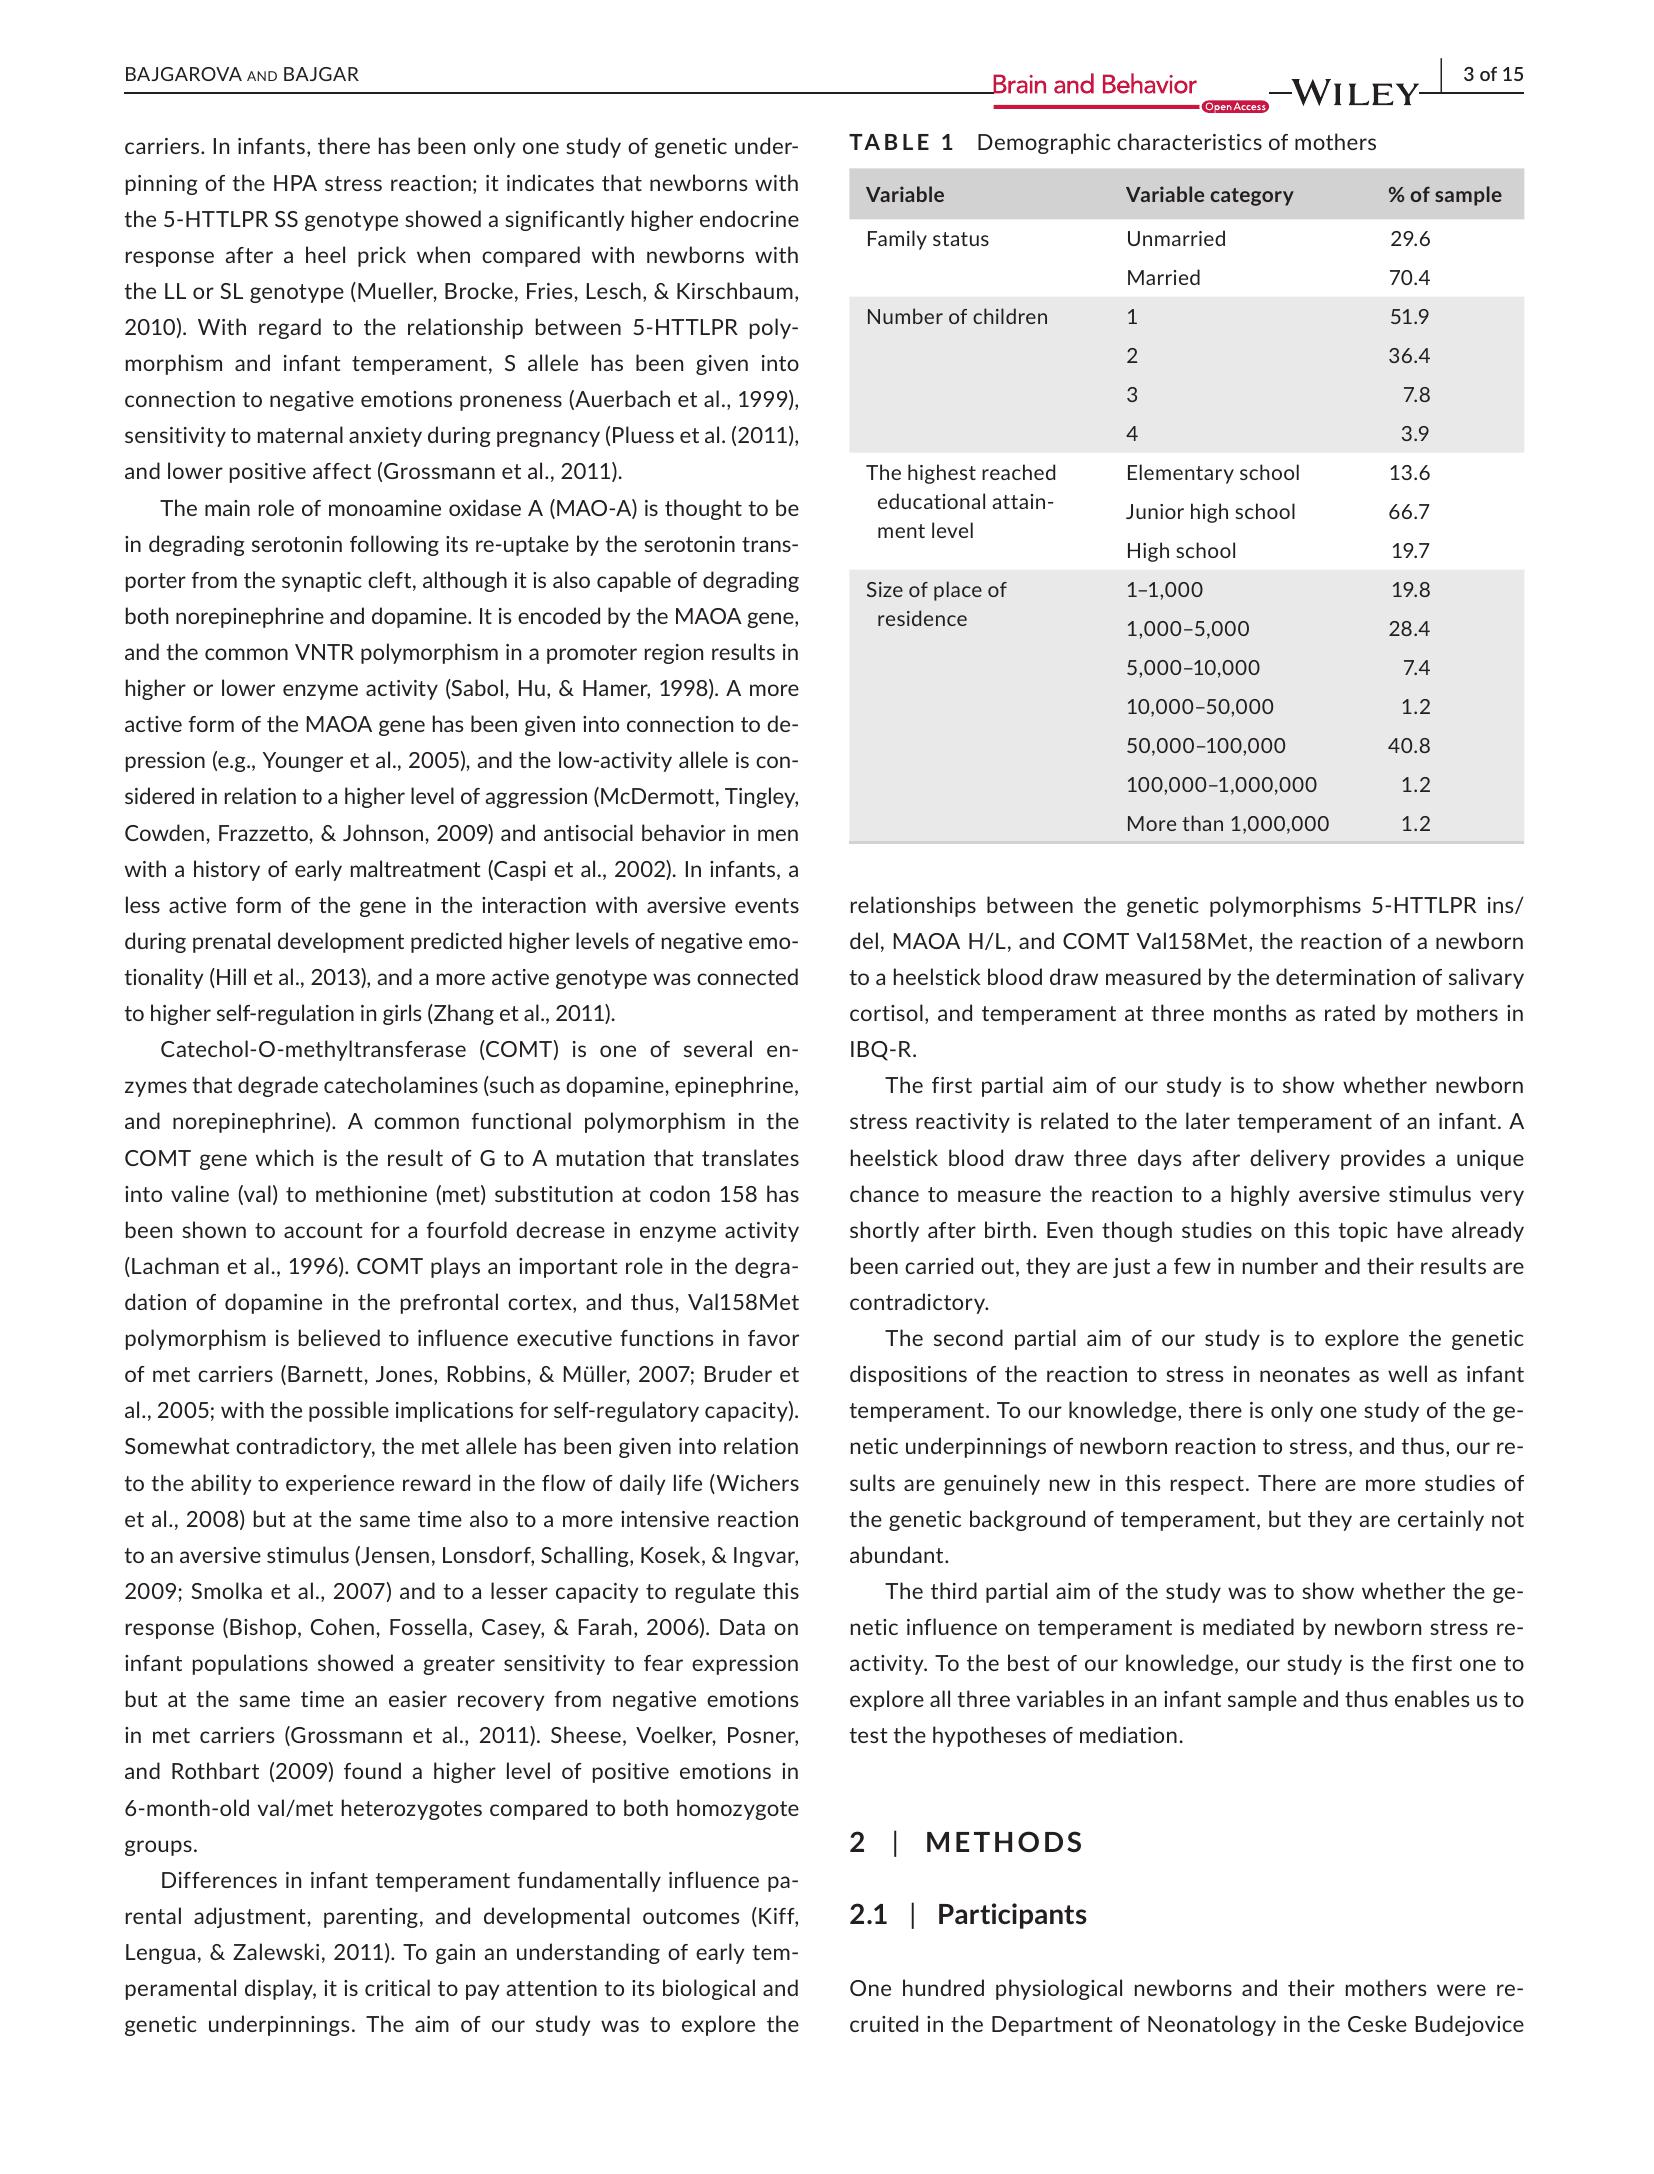 BAJGAROVA AND BAJGAR
Brain and Behavior
Open Access
WILEY
3 of 15
carriers. In infants, there has been only one study of genetic under-
pinning of the HPA stress reaction; it indicates that newborns with
the 5-HTTLPR SS genotype showed a significantly higher endocrine
response after a heel prick when compared with newborns with
the LL or SL genotype (Mueller, Brocke, Fries, Lesch, & Kirschbaum,
2010). With regard to the relationship between 5-HTTLPR poly-
morphism and infant temperament, S allele has been given into
connection to negative emotions proneness (Auerbach et al., 1999),
sensitivity to maternal anxiety during pregnancy (Pluess et al. (2011),
and lower positive affect (Grossmann et al., 2011).
The main role of monoamine oxidase A (MAO-A) is thought to be
in degrading serotonin following its re-uptake by the serotonin trans-
porter from the synaptic cleft, although it is also capable of degrading
both norepinephrine and dopamine. It is encoded by the MAOA gene,
and the common VNTR polymorphism in a promoter region results in
higher or lower enzyme activity (Sabol, Hu, & Hamer, 1998). A more
active form of the MAOA gene has been given into connection to de-
pression (e.g., Younger et al., 2005), and the low-activity allele is con-
sidered in relation to a higher level of aggression (McDermott, Tingley,
Cowden, Frazzetto, & Johnson, 2009) and antisocial behavior in men
with a history of early maltreatment (Caspi et al., 2002). In infants, a
less active form of the gene in the interaction with aversive events
during prenatal development predicted higher levels of negative emo-
tionality (Hill et al., 2013), and a more active genotype was connected
to higher self-regulation in girls (Zhang et al., 2011).
Catechol-O-methyltransferase (COMT) is one of several en-
zymes that degrade catecholamines (such as dopamine, epinephrine,
and norepinephrine). A common functional polymorphism in the
COMT gene which is the result of G to A mutation that translates
into valine (val) to methionine (met) substitution at codon 158 has
been shown to account for a fourfold decrease in enzyme activity
(Lachman et al., 1996). COMT plays an important role in the degra-
dation of dopamine in the prefrontal cortex, and thus, Val158Met
polymorphism is believed to influence executive functions in favor
of met carriers (Barnett, Jones, Robbins, & Müller, 2007; Bruder et
al., 2005; with the possible implications for self-regulatory capacity).
Somewhat contradictory, the met allele has been given into relation
to the ability to experience reward in the flow of daily life (Wichers
et al., 2008) but at the same time also to a more intensive reaction
to an aversive stimulus (Jensen, Lonsdorf, Schalling, Kosek, & Ingvar,
2009; Smolka et al., 2007) and to a lesser capacity to regulate this
response (Bishop, Cohen, Fossella, Casey, & Farah, 2006). Data on
infant populations showed a greater sensitivity to fear expression
but at the same time an easier recovery from negative emotions
in met carriers (Grossmann et al., 2011). Sheese, Voelker, Posner,
and Rothbart (2009) found a higher level of positive emotions in
6-month-old val/met heterozygotes compared to both homozygote
groups.
Differences in infant temperament fundamentally influence pa-
rental adjustment, parenting, and developmental outcomes (Kiff,
Lengua, & Zalewski, 2011). To gain an understanding of early tem-
peramental display, it is critical to pay attention to its biological and
genetic underpinnings. The aim of our study was to explore the
TABLE 1 Demographic characteristics of mothers
Variable Variable category % of sample
Family status Unmarried 29.6
Married 70.4
Number of children 1 51.9
2 36.4
3 7.8
4 3.9
The highest reached educational attain-ment level Elementary school 13.6
Junior high school 66.7
High school 19.7
Size of place of residence 1–1,000 19.8
1,000–5,000 28.4
5,000–10,000 7.4
10,000–50,000 1.2
50,000–100,000 40.8
100,000–1,000,000 1.2
More than 1,000,000 1.2
relationships between the genetic polymorphisms 5-HTTLPR ins/
del, MAOA H/L, and COMT Val158Met, the reaction of a newborn
to a heelstick blood draw measured by the determination of salivary
cortisol, and temperament at three months as rated by mothers in
IBQ-R.
The first partial aim of our study is to show whether newborn
stress reactivity is related to the later temperament of an infant. A
heelstick blood draw three days after delivery provides a unique
chance to measure the reaction to a highly aversive stimulus very
shortly after birth. Even though studies on this topic have already
been carried out, they are just a few in number and their results are
contradictory.
The second partial aim of our study is to explore the genetic
dispositions of the reaction to stress in neonates as well as infant
temperament. To our knowledge, there is only one study of the ge-
netic underpinnings of newborn reaction to stress, and thus, our re-
sults are genuinely new in this respect. There are more studies of
the genetic background of temperament, but they are certainly not
abundant.
The third partial aim of the study was to show whether the ge-
netic influence on temperament is mediated by newborn stress re-
activity. To the best of our knowledge, our study is the first one to
explore all three variables in an infant sample and thus enables us to
test the hypotheses of mediation.
2 | METHODS
2.1 | Participants
One hundred physiological newborns and their mothers were re-
cruited in the Department of Neonatology in the Ceske Budejovice